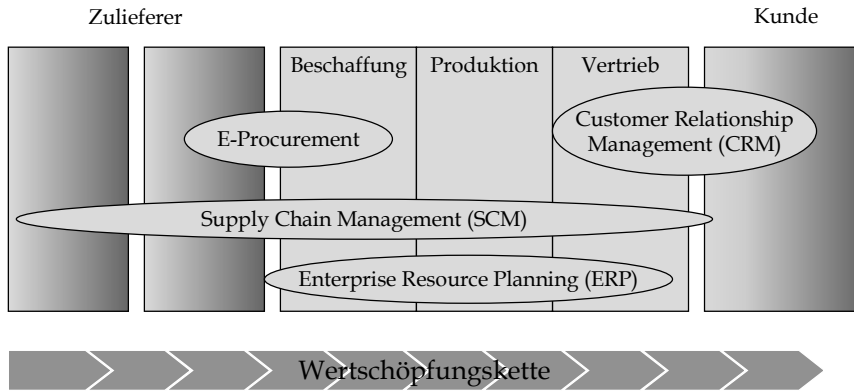 Zulieferer
Kunde
Beschaffung
Produktion
Vertrieb
E-Procurement
Customer Relationship
Management (CRM)
Supply Chain Management (SCM)
Enterprise Resource Planning (ERP)
Wertschöpfungskette